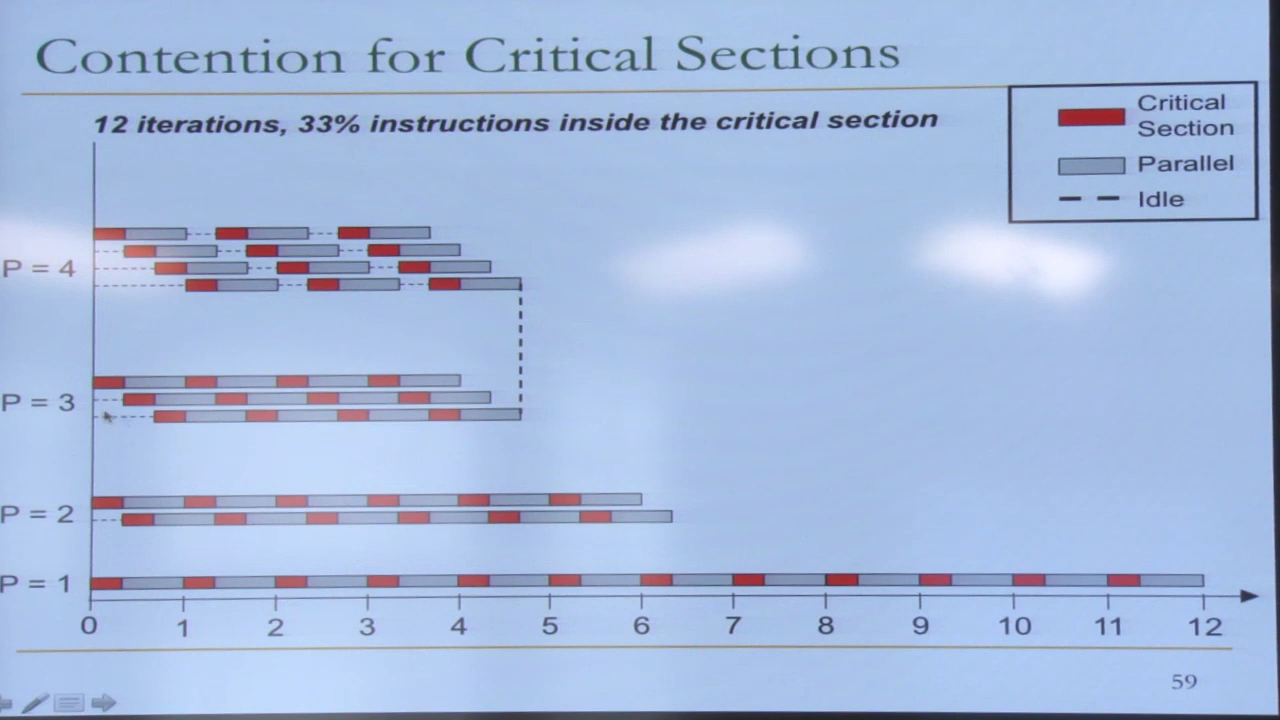 Contention for Critical Sections
12 iterations, 33% instructions inside the critical section
Critical
Section
Parallel
Idle
P = 4
P = 3
P = 2
P = 1
0 1 2 3 4 5 6 7 8 9 10 11 12
59